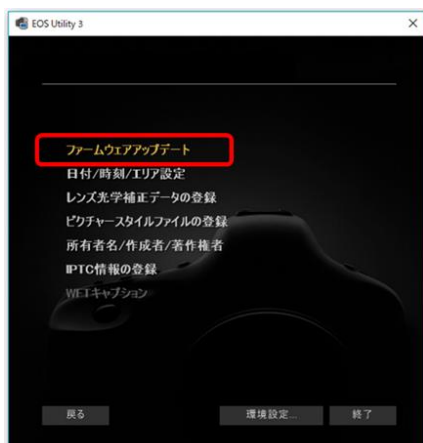 EOS Utility 3
ファームウェアアップデート
日付/時刻/エリア設定
レンズ光学補正データの登録
ピクチャースタイルファイルの登録
所有者名/作成者/著作権者
IPTC情報の登録
WFTキャプション
戻る
環境設定...
終了